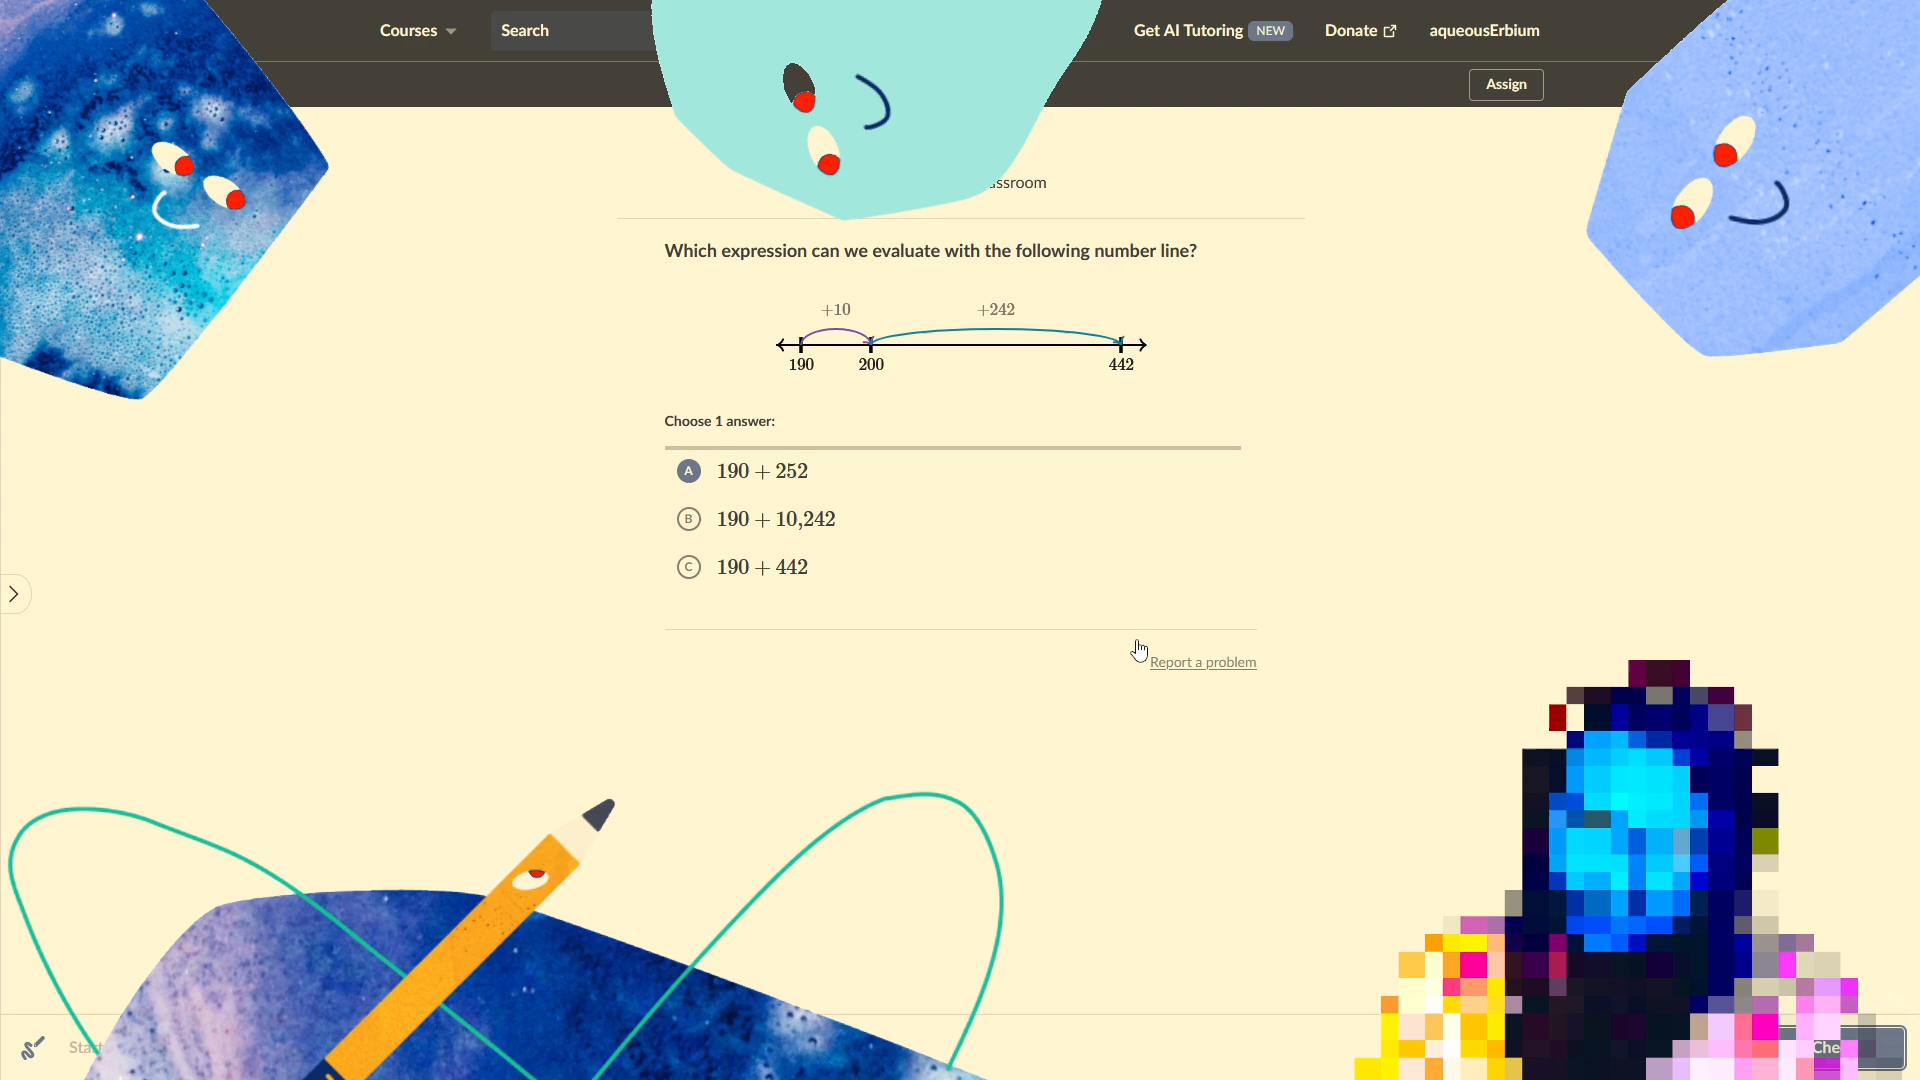 Courses
Search
Get AI Tutoring NEW
Donate
aqueousErbium
Assign
Which expression can we evaluate with the following number line?
+10 +242
190 200 442
Choose 1 answer:
A 190 + 252
B 190 + 10,242
C 190 + 442
Report a problem